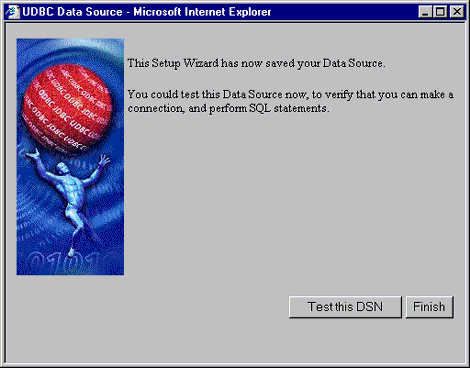 UDBC Data Source - Microsoft Internet Explorer
This Setup Wizard has now saved your Data Source.
You could test this Data Source now, to verify that you can make a
connection, and perform SQL statements.
Test this DSN
Finish